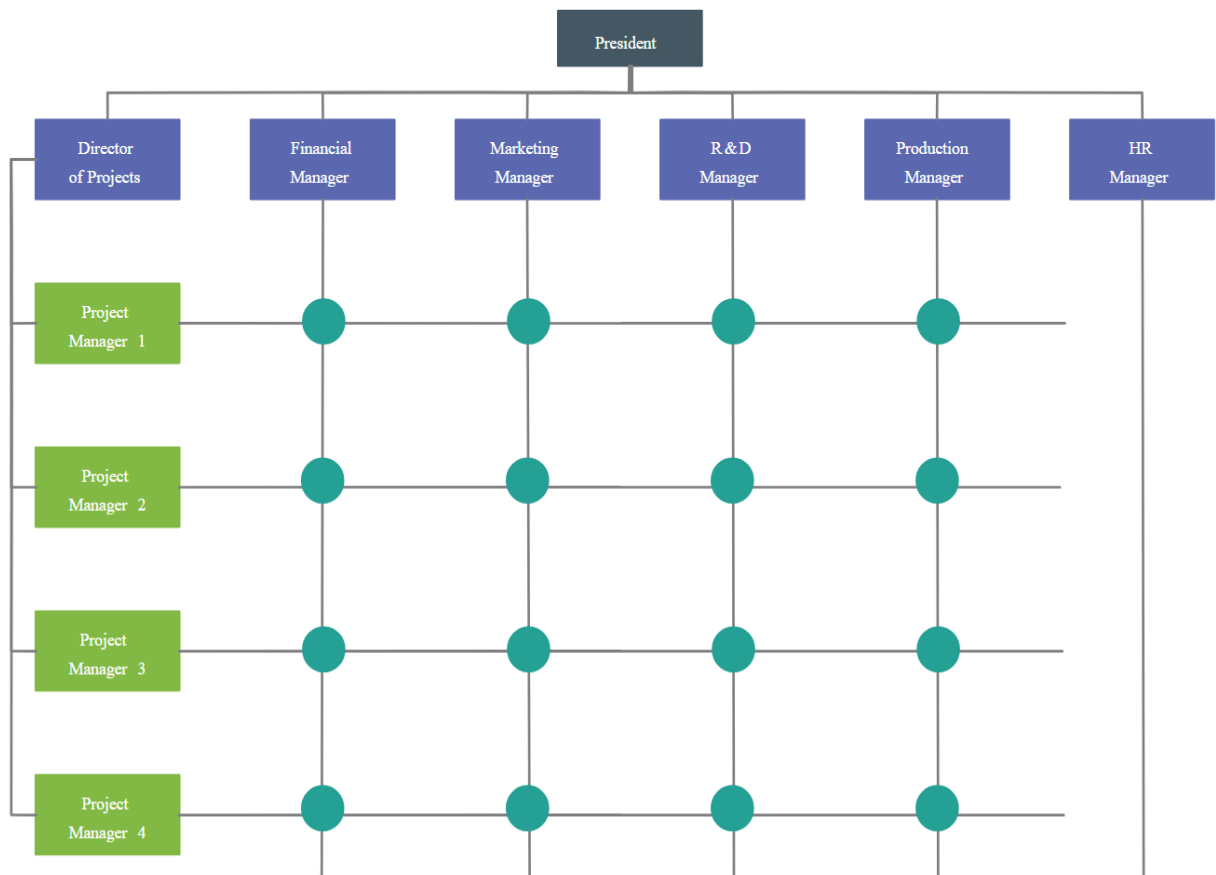 President
Director
of Projects
Financial
Manager
Marketing
Manager
R & D
Manager
Production
Manager
HR
Manager
Project
Manager 1
Project
Manager 2
Project
Manager 3
Project
Manager 4